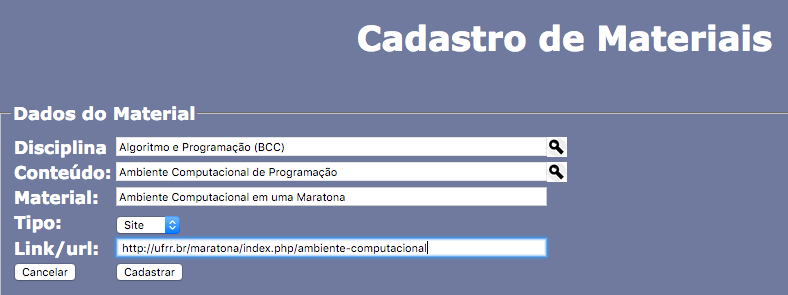 Cadastro de Materiais
Dados do Material
Disciplina Algoritmo e Programação (BCC)
Conteúdo: Ambiente Computacional de Programação
Material: Ambiente Computacional em uma Maratona
Tipo: Site
Link/url: http://ufrr.br/maratona/index.php/ambiente-computacional
Cancelar Cadastrar